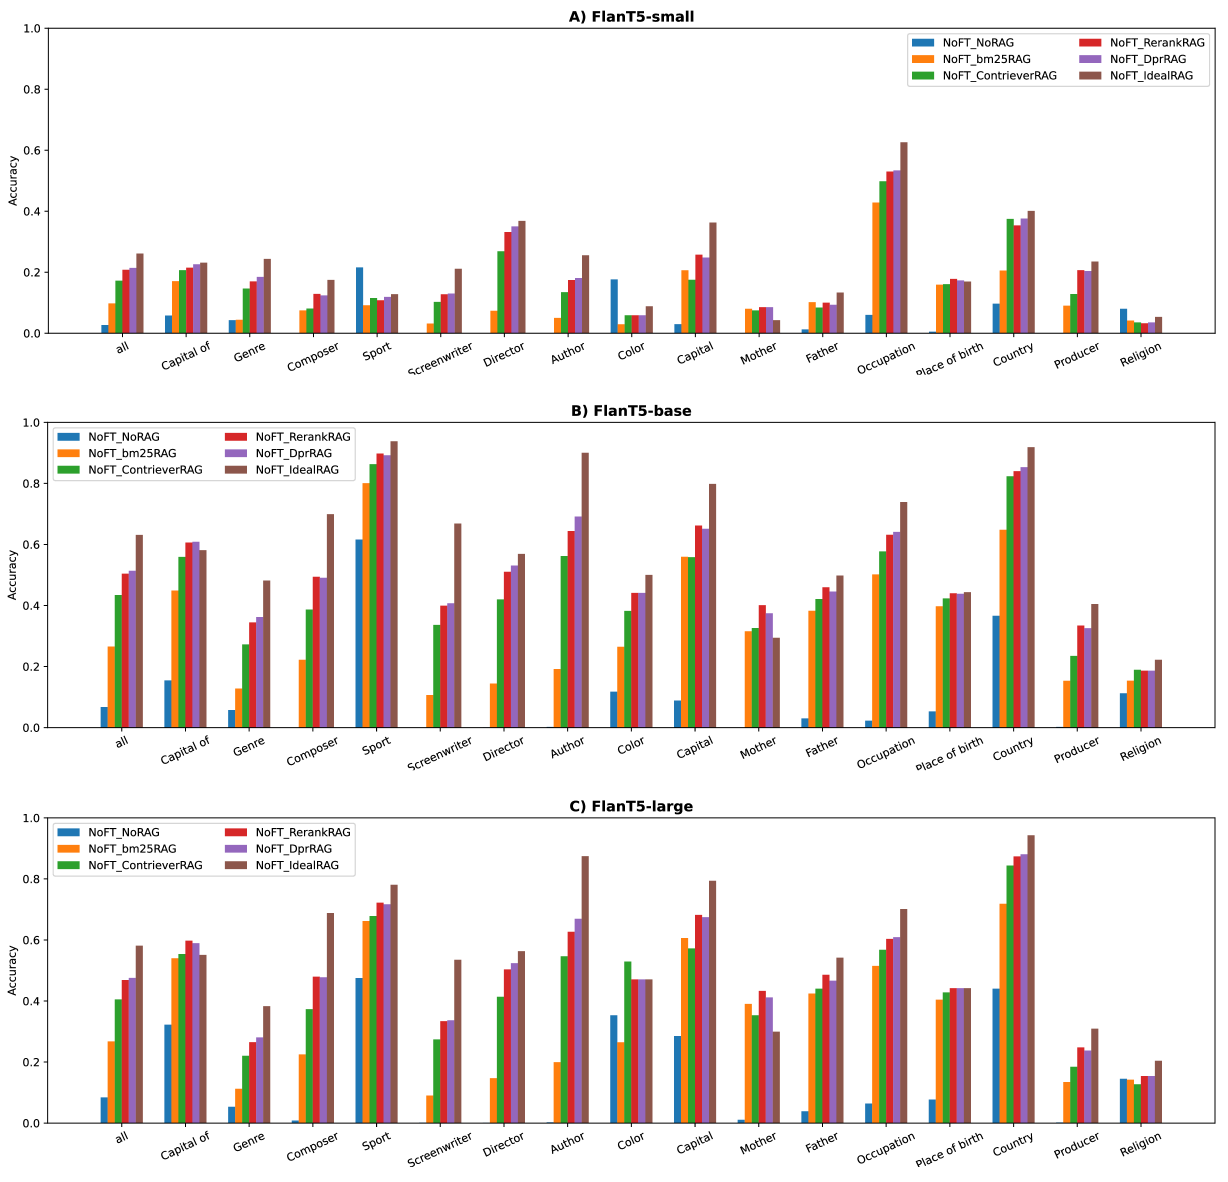 A) FlanT5-small
1.0
0.8
0.6
0.4
0.2
0.0
Accuracy
NoFT_NoRAG NoFT_RerankRAG
NoFT_bm25RAG NoFT_DprRAG
NoFT_ContrieverRAG NoFT_IdealRAG
all Capital of Genre Composer Sport Screenwriter Director Author Color Capital Mother Father Occupation Place of birth Country Producer Religion
B) FlanT5-base
1.0
0.8
0.6
0.4
0.2
0.0
Accuracy
NoFT_NoRAG NoFT_RerankRAG
NoFT_bm25RAG NoFT_DprRAG
NoFT_ContrieverRAG NoFT_IdealRAG
all Capital of Genre Composer Sport Screenwriter Director Author Color Capital Mother Father Occupation Place of birth Country Producer Religion
C) FlanT5-large
1.0
0.8
0.6
0.4
0.2
0.0
Accuracy
NoFT_NoRAG NoFT_RerankRAG
NoFT_bm25RAG NoFT_DprRAG
NoFT_ContrieverRAG NoFT_IdealRAG
all Capital of Genre Composer Sport Screenwriter Director Author Color Capital Mother Father Occupation Place of birth Country Producer Religion